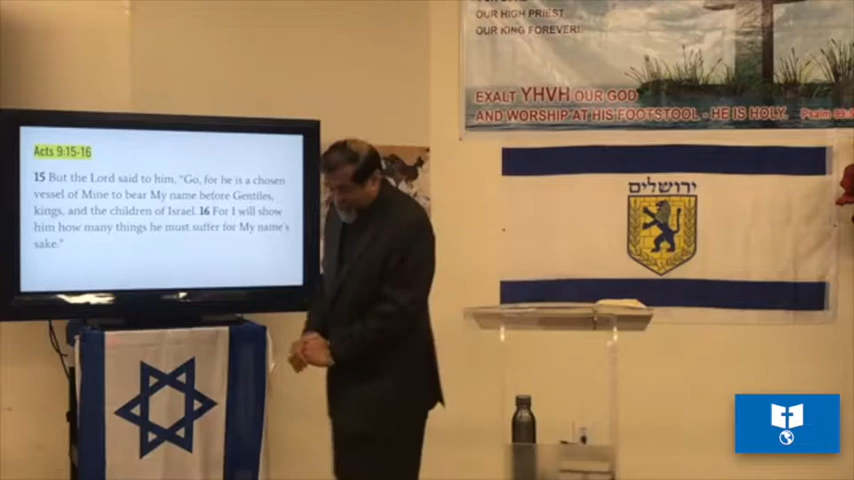 OUR HIGH PRIEST
OUR KING FOREVER!
EXALT YHVH OUR GOD
AND WORSHIP AT HIS FOOTSTOOL - HE IS HOLY.
Acts 9:15-16
15 But the Lord said to him, "Go, for he is a chosen
vessel of Mine to bear My name before Gentiles,
kings, and the children of Israel. 16 For I will show
him how many things he must suffer for My name's
sake."
ירושלים